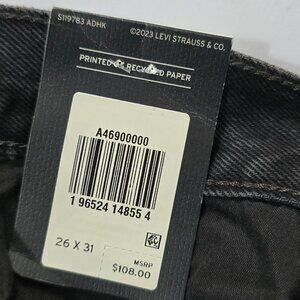 S119783 ADHK ©2023 LEVI STRAUSS & CO.
PRINTED ON RECYCLED PAPER
A46900000
1 96524 14855 4
26 X 31
MSRP
$108.00